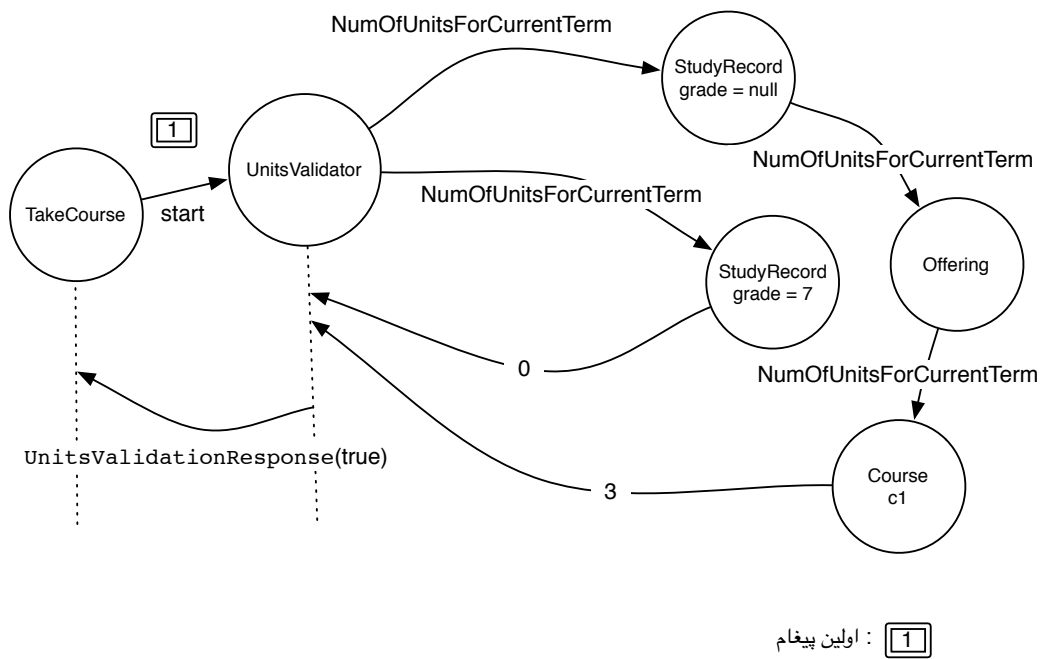 NumOfUnitsForCurrentTerm
StudyRecord
grade = null
1
NumOfUnitsForCurrentTerm
UnitsValidator
NumOfUnitsForCurrentTerm
TakeCourse
start
Offering
StudyRecord
grade = 7
0
NumOfUnitsForCurrentTerm
UnitsValidationResponse(true)
Course
c1
3
1 : اولین پیغام